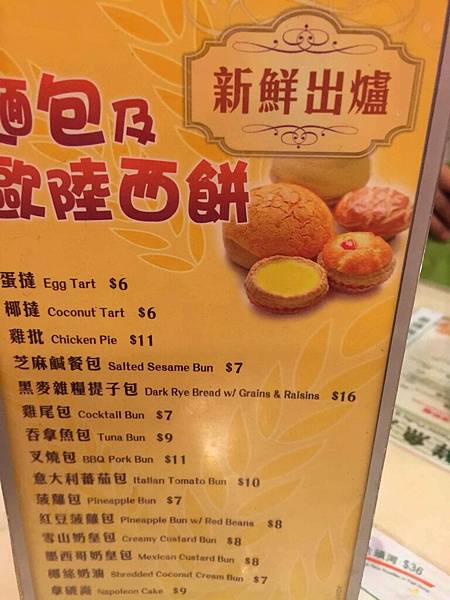 新鮮出爐
麵包及
歐陸西餅
蛋撻 Egg Tart $6
椰撻 Coconut Tart $6
雞批 Chicken Pie $11
芝麻鹹餐包 Salted Sesame Bun $7
黑麥雜糧提子包 Dark Rye Bread w/ Grains & Raisins $16
雞尾包 Cocktail Bun $7
吞拿魚包 Tuna Bun $9
叉燒包 BBQ Pork Bun $11
意大利蕃茄包 Italian Tomato Bun $10
菠蘿包 Pineapple Bun $7
紅豆菠蘿包 Pineapple Bun w/ Red Beans $8
雪山奶皇包 Creamy Custard Bun $8
墨西哥奶皇包 Mexican Custard Bun $8
椰絲奶油 Shredded Coconut Cream Bun $7
拿破崙 Napoleon Cake $9
$36